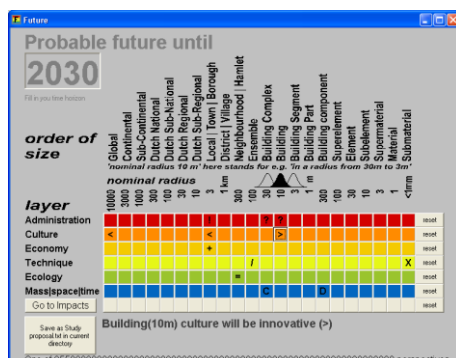 Future
Probable future until
2030
Fill in you time horizon
order of
size
Global
Continental
Sub-Continental
Dutch National
Dutch Sub-National
Dutch Regional
Dutch Sub-Regional
Local | Town | Borough
District | Village
Neighbourhood | Hamlet
Ensemble
Building Complex
Building
Building Segment
Building Part
Building component
Superelement
Element
Subelement
Supermaterial
Material
Submaterial
'nominal radius 10 m' here stands for e.g. 'in a radius from 30m to 3m'
nominal radius
10000
3000
1000
300
100
30
10
3
1 km
300
100
30
10
3
1 m
300
100
30
10
3
1
<1mm
layer
Administration / ? ? reset
Culture < < > reset
Economy + reset
Technique / X reset
Ecology = reset
Mass|space|time C D reset
Go to Impacts reset
Save as Study
proposal.txt in current
directory
Building(10m) culture will be innovative (>)